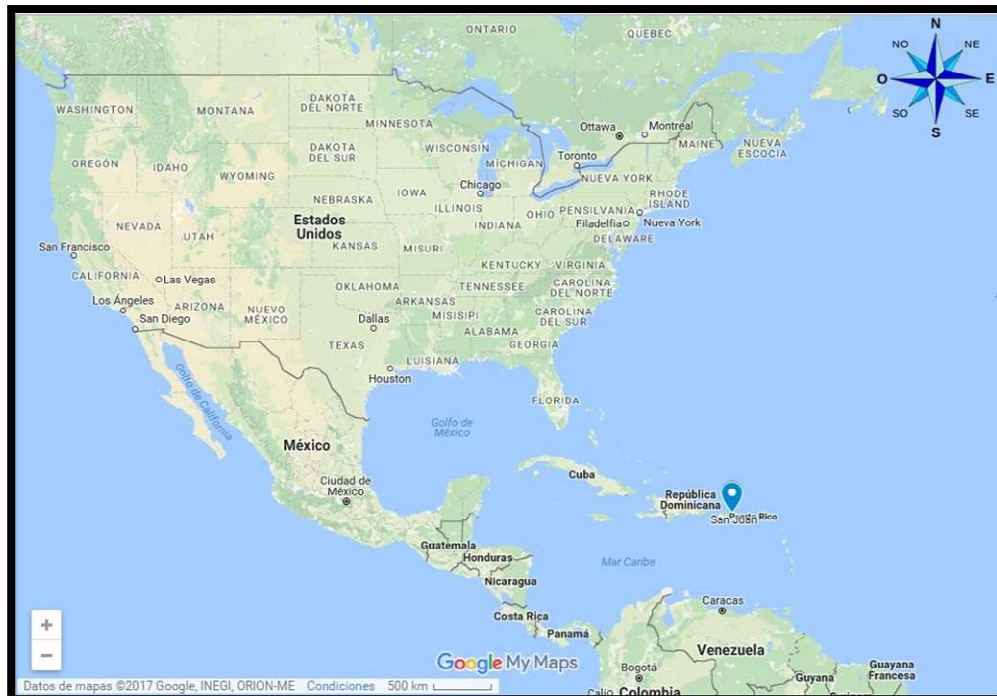 ONTARIO
QUEBEC
N
NO
NE
O
E
SO
SE
S
WASHINGTON
MONTANA
DAKOTA
DEL NORTE
MINNESOTA
Ottawa
Montreal
MAINE
NUEVA
ESCOCIA
OREGÓN
IDAHO
WYOMING
DAKOTA
DEL SUR
WISCONSIN
MICHIGAN
Toronto
NUEVA YORK
RHODE
ISLAND
NEBRASKA
IOWA
Chicago
ILLINOIS
INDIANA
OHIO
PENSILVANIA
Filadelfia
Nueva York
DELAWARE
NEVADA
UTAH
Estados
Unidos
KANSAS
MISURI
KENTUCKY
VIRGINIA
San Francisco
CALIFORNIA
Las Vegas
Los Ángeles
San Diego
ARIZONA
NUEVO
MÉXICO
OKLAHOMA
ARKANSAS
TENNESSEE
CAROLINA
DEL NORTE
CAROLINA
DEL SUR
MISISIPI
ALABAMA
GEORGIA
Dallas
TEXAS
LUISIANA
Houston
FLORIDA
Golfo de California
Golfo de
México
México
Ciudad de
México
Cuba
República
Dominicana
Puerto Rico
San Juan
Guatemala
Honduras
Nicaragua
Mar Caribe
Costa Rica
Panamá
Caracas
Venezuela
Bogotá
Colombia
Guyana
Guayana
Francesa
+
−
Google My Maps
Datos de mapas ©2017 Google, INEGI, ORION-ME Condiciones 500 km